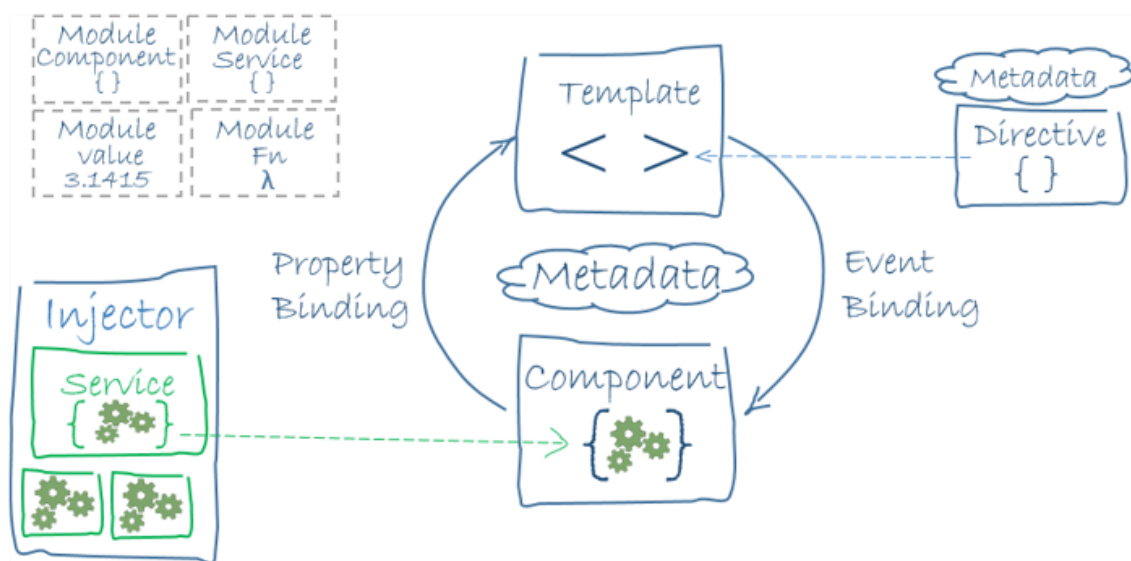 Module
Component
{ }
Module
Service
{ }
Module
value
3.1415
Module
Fn
λ
Template
< >
Metadata
Directive
{ }
Property
Binding
Metadata
Event
Binding
Injector
Service
{ }
Component
{ }